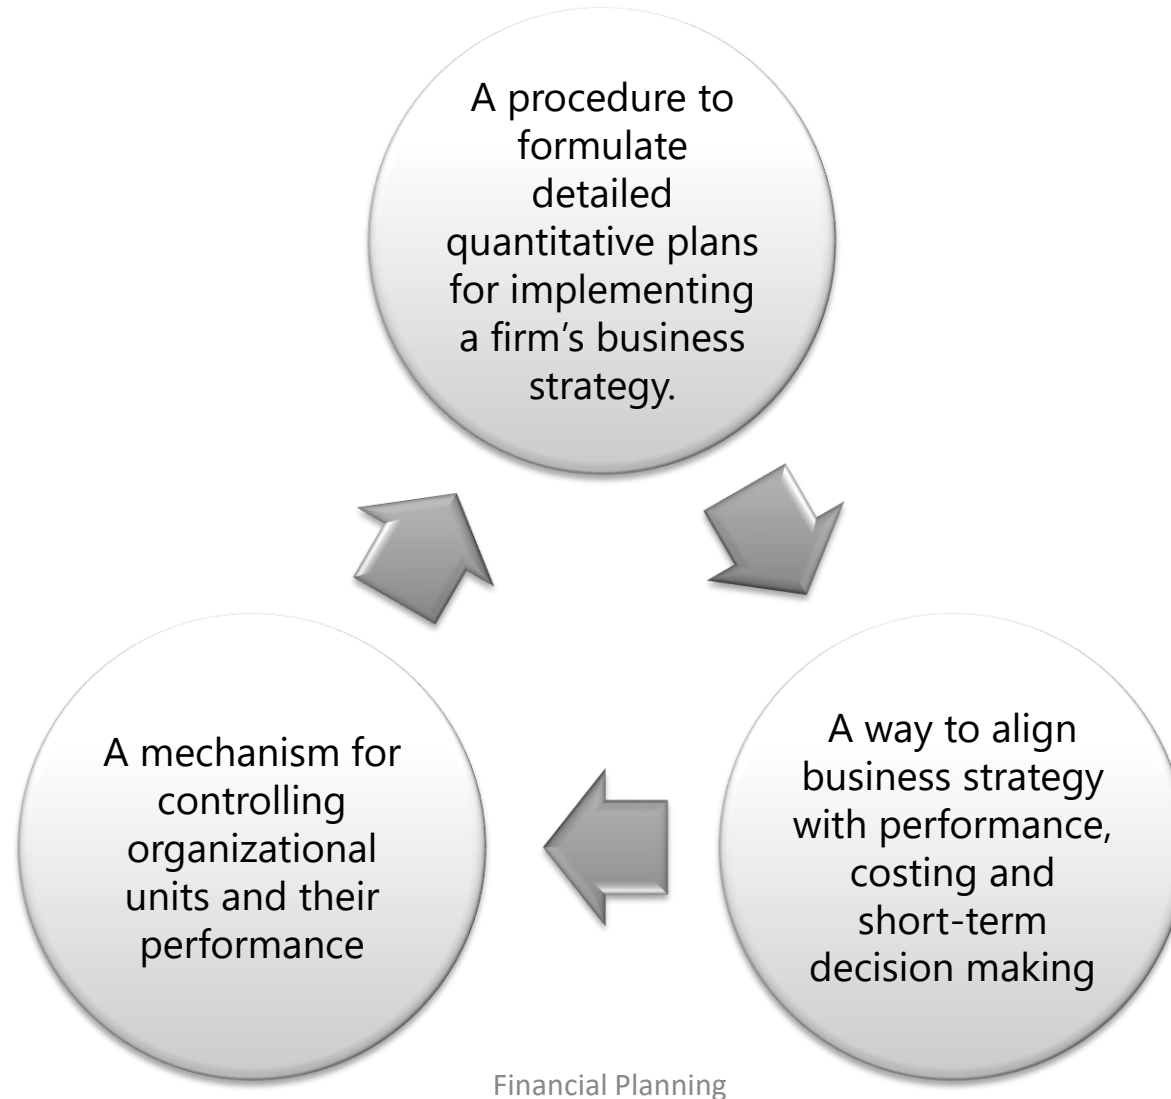 A procedure to
formulate
detailed
quantitative plans
for implementing
a firm’s business
strategy.
A way to align
business strategy
with performance,
costing and
short-term
decision making
A mechanism for
controlling
organizational
units and their
performance
Financial Planning